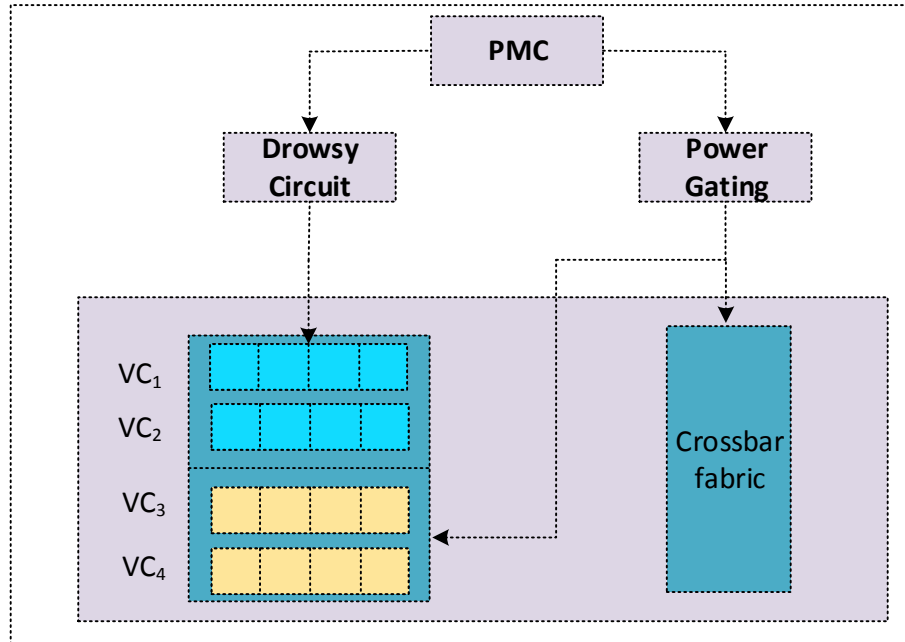 PMC
Drowsy
Circuit
Power
Gating
VC₁
VC₂
VC₃
VC₄
Crossbar
fabric